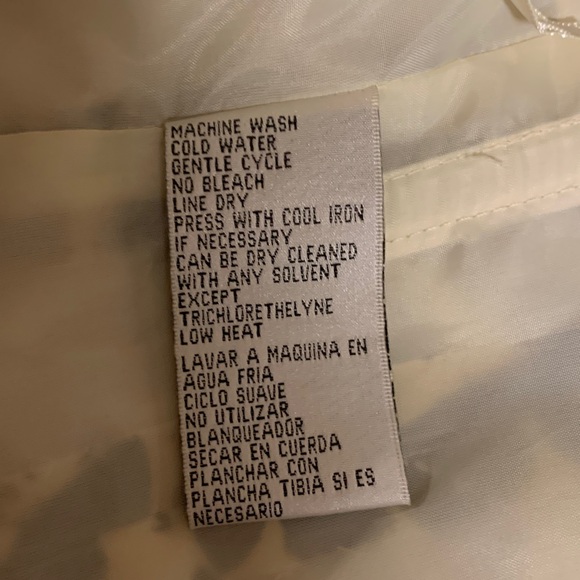 MACHINE WASH
COLD WATER
GENTLE CYCLE
NO BLEACH
LINE DRY
PRESS WITH COOL IRON
IF NECESSARY
CAN BE DRY CLEANED
WITH ANY SOLVENT
EXCEPT
TRICHLORETHELYNE
LOW HEAT
LAVAR A MAQUINA EN
AGUA FRIA
CICLO SUAVE
NO UTILIZAR
BLANQUEADOR
SECAR EN CUERDA
PLANCHAR CON
PLANCHA TIBIA SI ES
NECESARIO